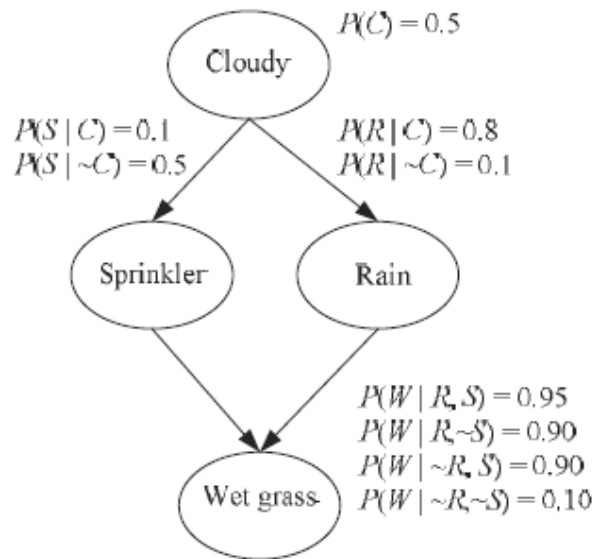 P(C) = 0.5
Cloudy
P(S | C) = 0.1
P(S | ~C) = 0.5
P(R | C) = 0.8
P(R | ~C) = 0.1
Sprinkler
Rain
P(W | R, S) = 0.95
P(W | R, ~S) = 0.90
P(W | ~R, S) = 0.90
P(W | ~R, ~S) = 0.10
Wet grass